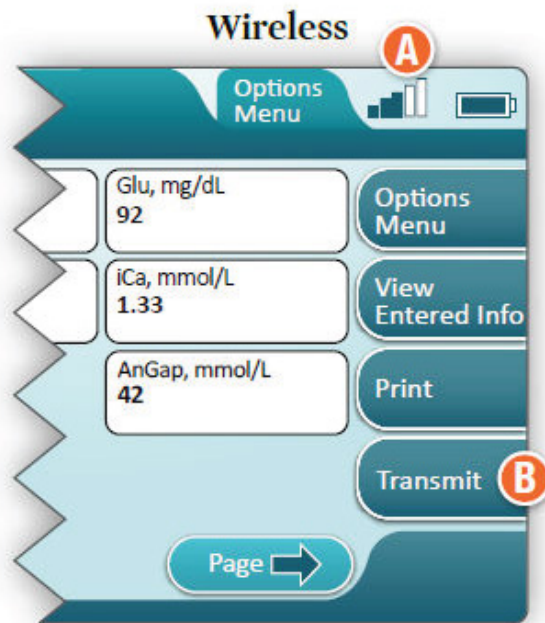 Wireless
A
Options
Menu
Glu, mg/dL
92
Options
Menu
iCa, mmol/L
1.33
View
Entered Info
AnGap, mmol/L
42
Print
Transmit
B
Page